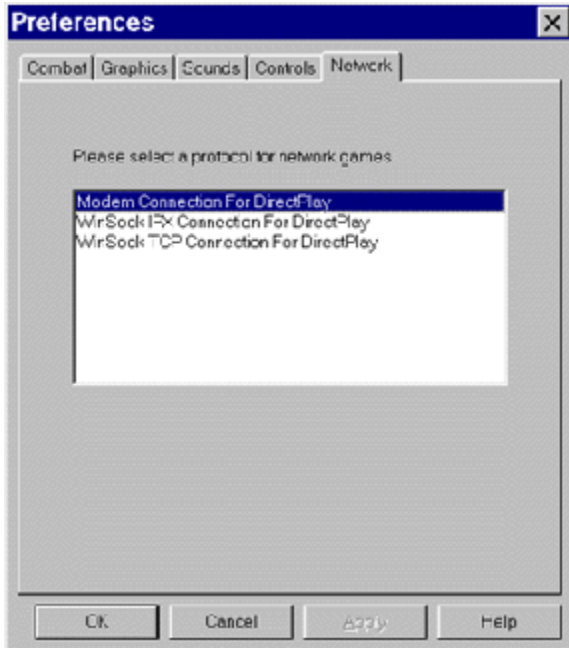 Preferences
Combat Graphics Sounds Controls Network
Please select a protocol for network games
Modem Connection For DirectPlay
WinSock IPX Connection For DirectPlay
WinSock TCP Connection For DirectPlay
OK Cancel Apply Help